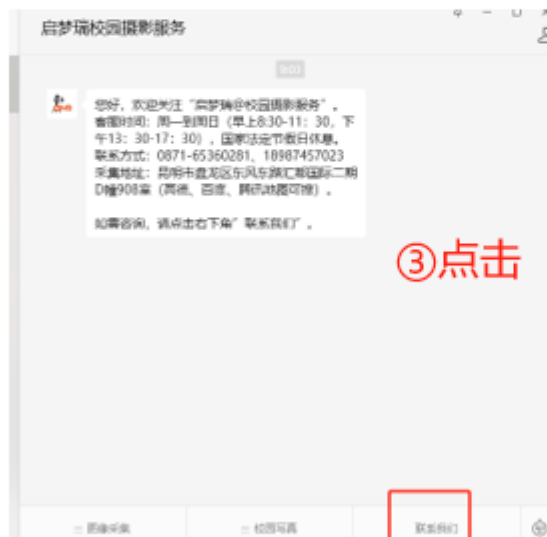 启梦瑞校园摄影服务
9:03
您好，欢迎关注“启梦瑞@校园摄影服务”。
客服时间：周一到周日（早上8:30-11：30，下
午13：30-17：30），国家法定节假日休息。
联系方式：0871-65360281、18987457023
采集地址：昆明市盘龙区东风东路汇都国际二期
D幢908室（高德、百度、腾讯地图可搜）。
如需咨询，请点击右下角“联系我们”。
③点击
图像采集
校园写真
联系我们